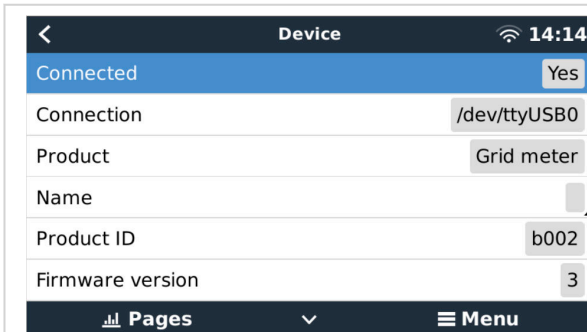 Device 14:14
Connected Yes
Connection /dev/ttyUSB0
Product Grid meter
Name
Product ID b002
Firmware version 3
Pages Menu